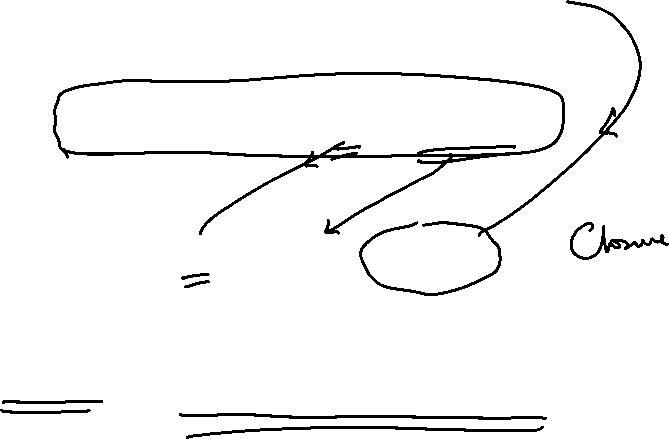 =
Closure